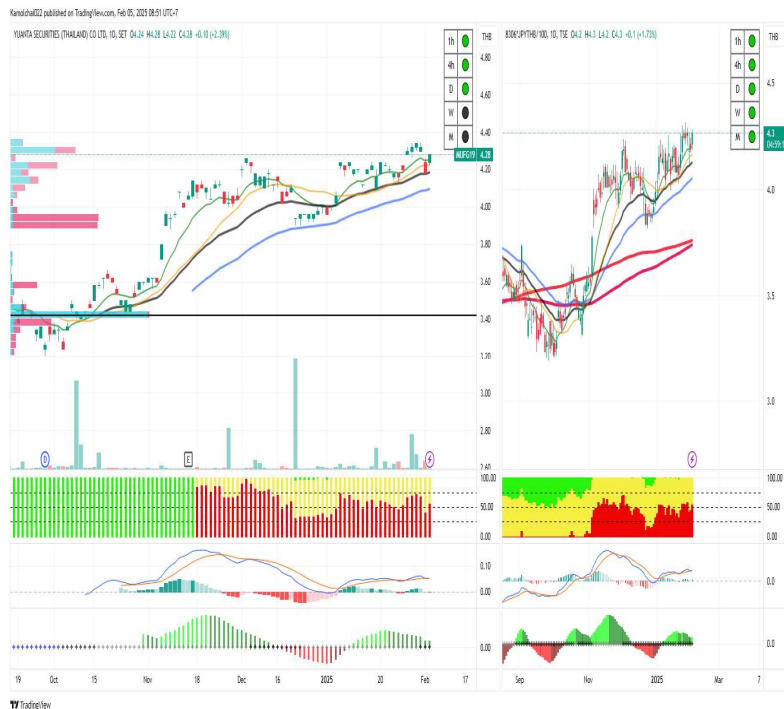 Kamolchai022 published on TradingView.com, Feb 05, 2025 08:51 UTC+7
YUANTA SECURITIES (THAILAND) CO LTD, 1D, SET O4.24 H4.28 L4.22 C4.28 +0.10 (+2.39%)
THB
1h
4h
D
W
M
4.80
4.60
4.40
MUFG19 4.28
4.20
4.00
3.80
3.60
3.40
3.20
3.00
2.80
2.60
D
E
100.00
50.00
0.00
0.10
0.00
0.00
19 Oct 15 Nov 18 Dec 16 2025 20 Feb 17
8306*JPYTHB/100, 1D, TSE O4.2 H4.3 L4.2 C4.3 +0.1 (+1.73%)
THB
1h
4h
D
W
M
4.5
4.3
4.0
3.5
3.0
100.00
50.00
0.00
0.0
0.0
Sep Nov 2025 Mar 7
TradingView